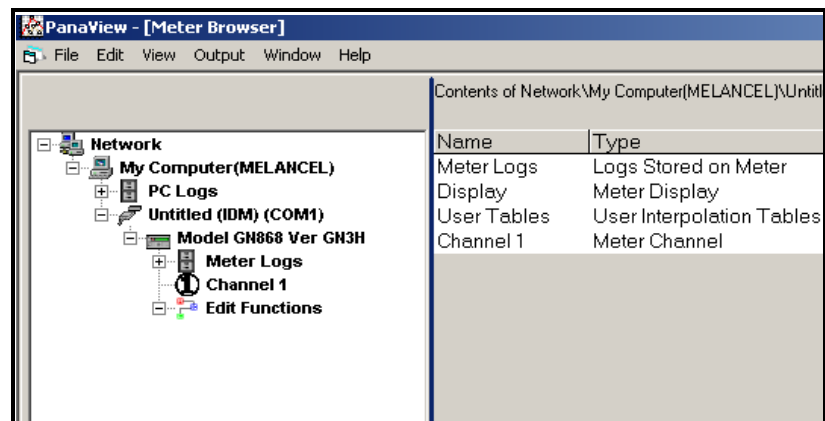 PanaView - [Meter Browser]
File Edit View Output Window Help
Contents of Network\My Computer(MELANCEL)\Untitl
Network
My Computer(MELANCEL)
PC Logs
Untitled (IDM) (COM1)
Model GN868 Ver GN3H
Meter Logs
1 Channel 1
Edit Functions
Name Type
Meter Logs Logs Stored on Meter
Display Meter Display
User Tables User Interpolation Tables
Channel 1 Meter Channel